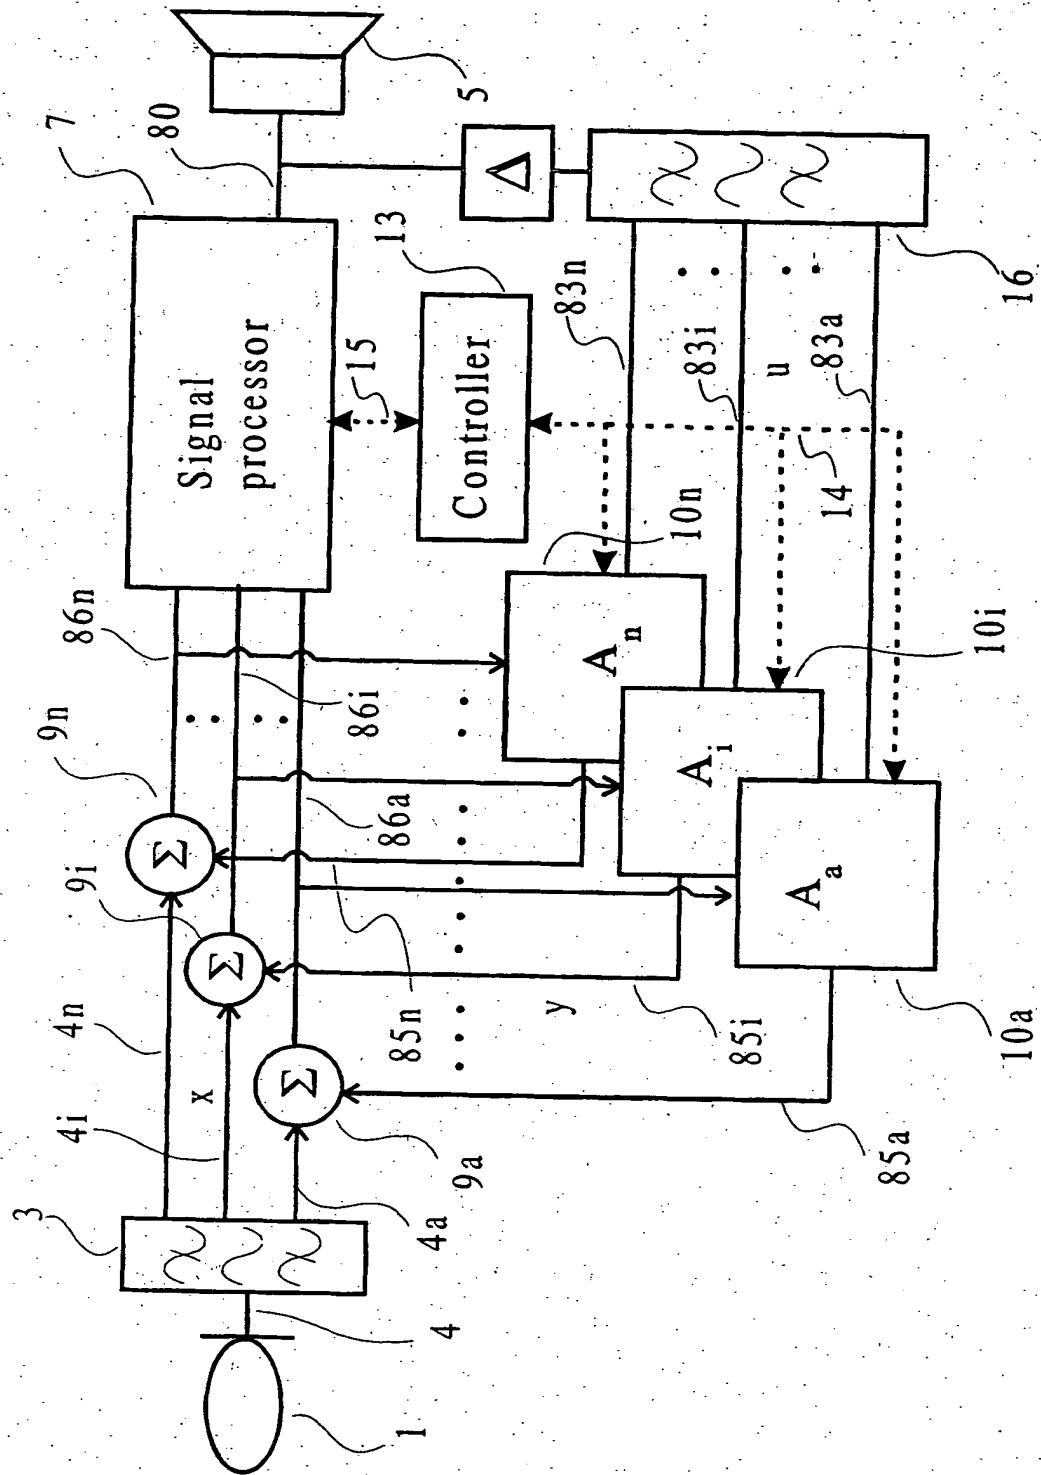 7
80
5
Signal
processor
13
15
Controller
Δ
16
83n
83i
u
83a
14
86n
9n
86i
10n
A n
10i
A i
86a
9i
Σ
Σ
Σ
A a
10a
4n
85n
y
85i
x
4i
9a
85a
3
4a
4
1